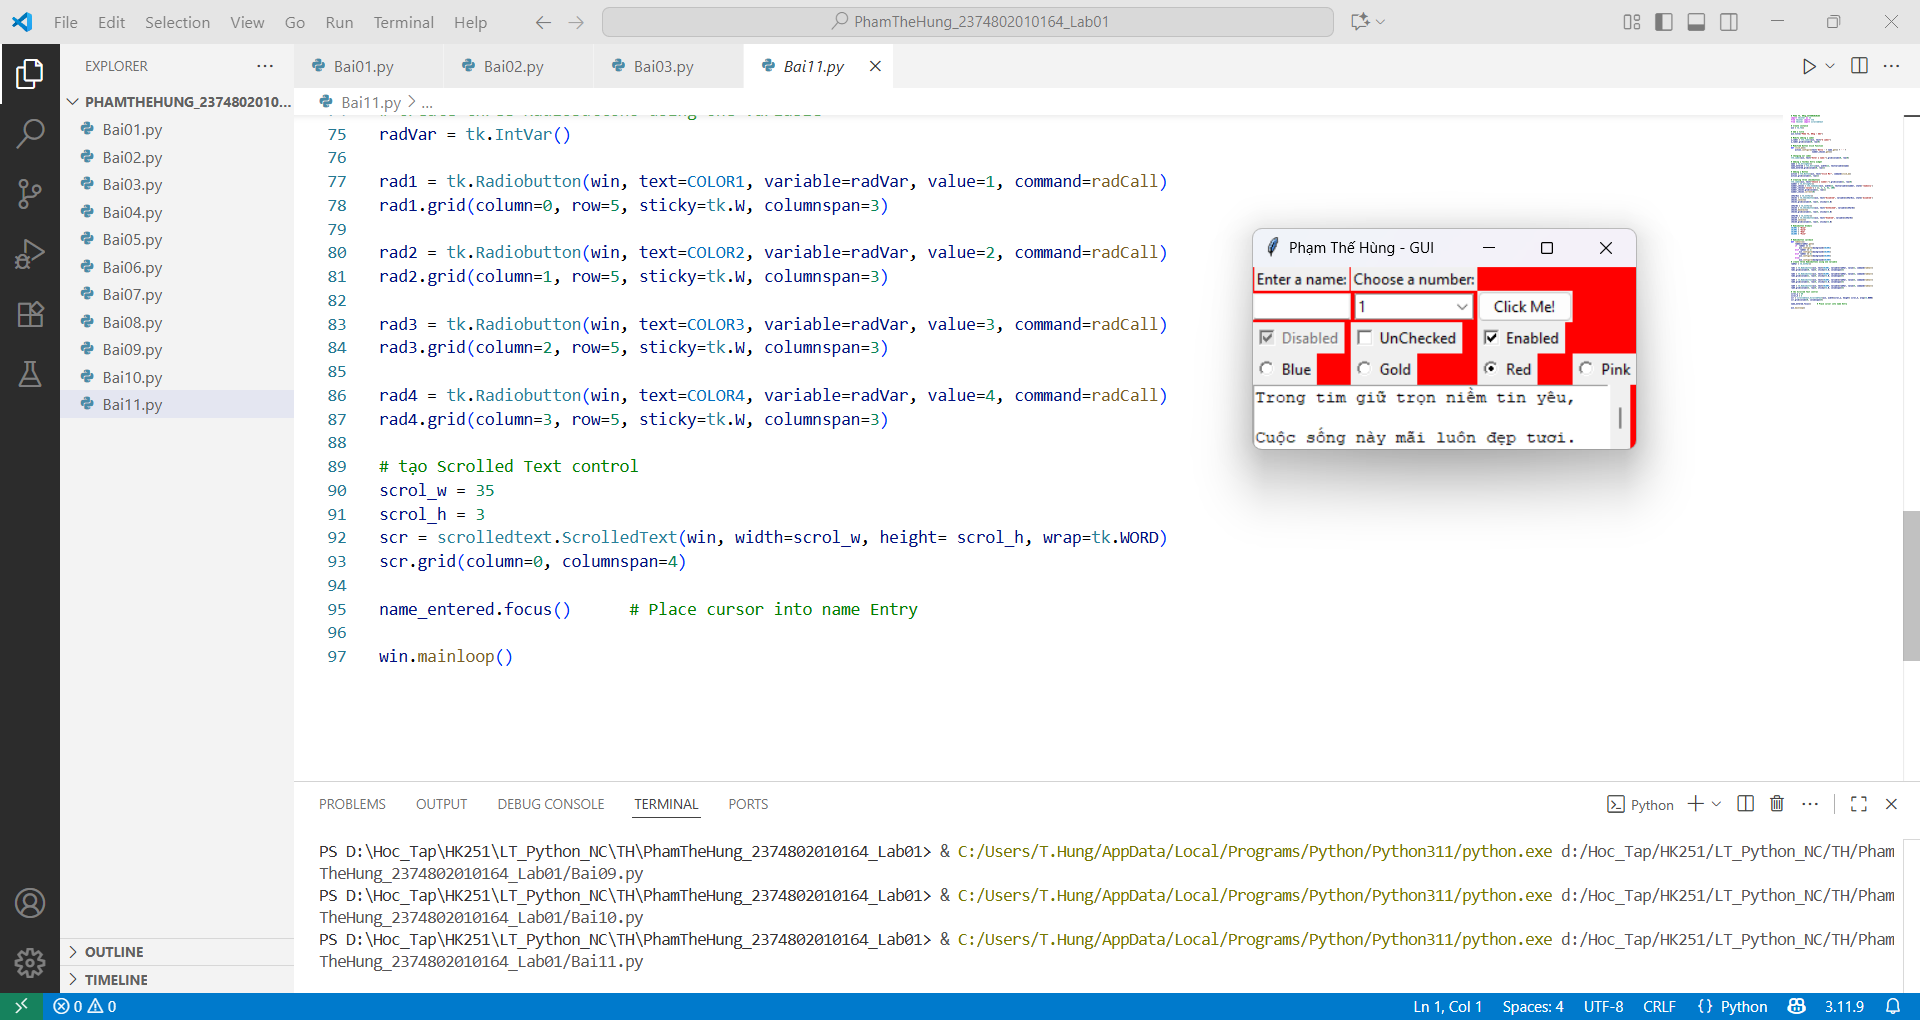 File Edit Selection View Go Run Terminal Help
PhamTheHung_2374802010164_Lab01
EXPLORER
PHAMTHEHUNG_2374802010...
Bai01.py
Bai02.py
Bai03.py
Bai04.py
Bai05.py
Bai06.py
Bai07.py
Bai08.py
Bai09.py
Bai10.py
Bai11.py
OUTLINE
TIMELINE
Bai01.py Bai02.py Bai03.py Bai11.py
Bai11.py > ...
75 radVar = tk.IntVar()
76
77 rad1 = tk.Radiobutton(win, text=COLOR1, variable=radVar, value=1, command=radCall)
78 rad1.grid(column=0, row=5, sticky=tk.W, columnspan=3)
79
80 rad2 = tk.Radiobutton(win, text=COLOR2, variable=radVar, value=2, command=radCall)
81 rad2.grid(column=1, row=5, sticky=tk.W, columnspan=3)
82
83 rad3 = tk.Radiobutton(win, text=COLOR3, variable=radVar, value=3, command=radCall)
84 rad3.grid(column=2, row=5, sticky=tk.W, columnspan=3)
85
86 rad4 = tk.Radiobutton(win, text=COLOR4, variable=radVar, value=4, command=radCall)
87 rad4.grid(column=3, row=5, sticky=tk.W, columnspan=3)
88
89 # tạo Scrolled Text control
90 scrol_w = 35
91 scrol_h = 3
92 scr = scrolledtext.ScrolledText(win, width=scrol_w, height= scrol_h, wrap=tk.WORD)
93 scr.grid(column=0, columnspan=4)
94
95 name_entered.focus() # Place cursor into name Entry
96
97 win.mainloop()
Phạm Thế Hùng - GUI
Enter a name: Choose a number:
1 Click Me!
Disabled UnChecked Enabled
Blue Gold Red Pink
Trong tim giữ trọn niềm tin yêu,
Cuộc sống này mãi luôn đẹp tươi.
PROBLEMS OUTPUT DEBUG CONSOLE TERMINAL PORTS
Python
PS D:\Hoc_Tap\HK251\LT_Python_NC\TH\PhamTheHung_2374802010164_Lab01> & C:/Users/T.Hung/AppData/Local/Programs/Python/Python311/python.exe d:/Hoc_Tap/HK251/LT_Python_NC/TH/Pham
TheHung_2374802010164_Lab01/Bai09.py
PS D:\Hoc_Tap\HK251\LT_Python_NC\TH\PhamTheHung_2374802010164_Lab01> & C:/Users/T.Hung/AppData/Local/Programs/Python/Python311/python.exe d:/Hoc_Tap/HK251/LT_Python_NC/TH/Pham
TheHung_2374802010164_Lab01/Bai10.py
PS D:\Hoc_Tap\HK251\LT_Python_NC\TH\PhamTheHung_2374802010164_Lab01> & C:/Users/T.Hung/AppData/Local/Programs/Python/Python311/python.exe d:/Hoc_Tap/HK251/LT_Python_NC/TH/Pham
TheHung_2374802010164_Lab01/Bai11.py
0 0 Ln 1, Col 1 Spaces: 4 UTF-8 CRLF {} Python 3.11.9